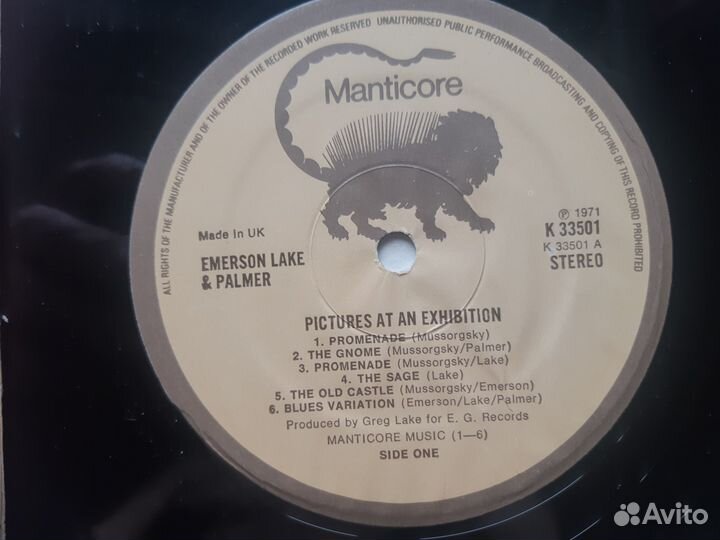 ALL RIGHTS OF THE MANUFACTURER AND OF THE OWNER OF THE RECORDED WORK RESERVED UNAUTHORISED PUBLIC PERFORMANCE BROADCASTING AND COPYING OF THIS RECORD PROHIBITED
Manticore
Made in UK
℗ 1971
K 33501
K 33501 A
STEREO
EMERSON LAKE
& PALMER
PICTURES AT AN EXHIBITION
1. PROMENADE (Mussorgsky)
2. THE GNOME (Mussorgsky/Palmer)
3. PROMENADE (Mussorgsky/Lake)
4. THE SAGE (Lake)
5. THE OLD CASTLE (Mussorgsky/Emerson)
6. BLUES VARIATION (Emerson/Lake/Palmer)
Produced by Greg Lake for E. G. Records
MANTICORE MUSIC (1—6)
SIDE ONE
Avito